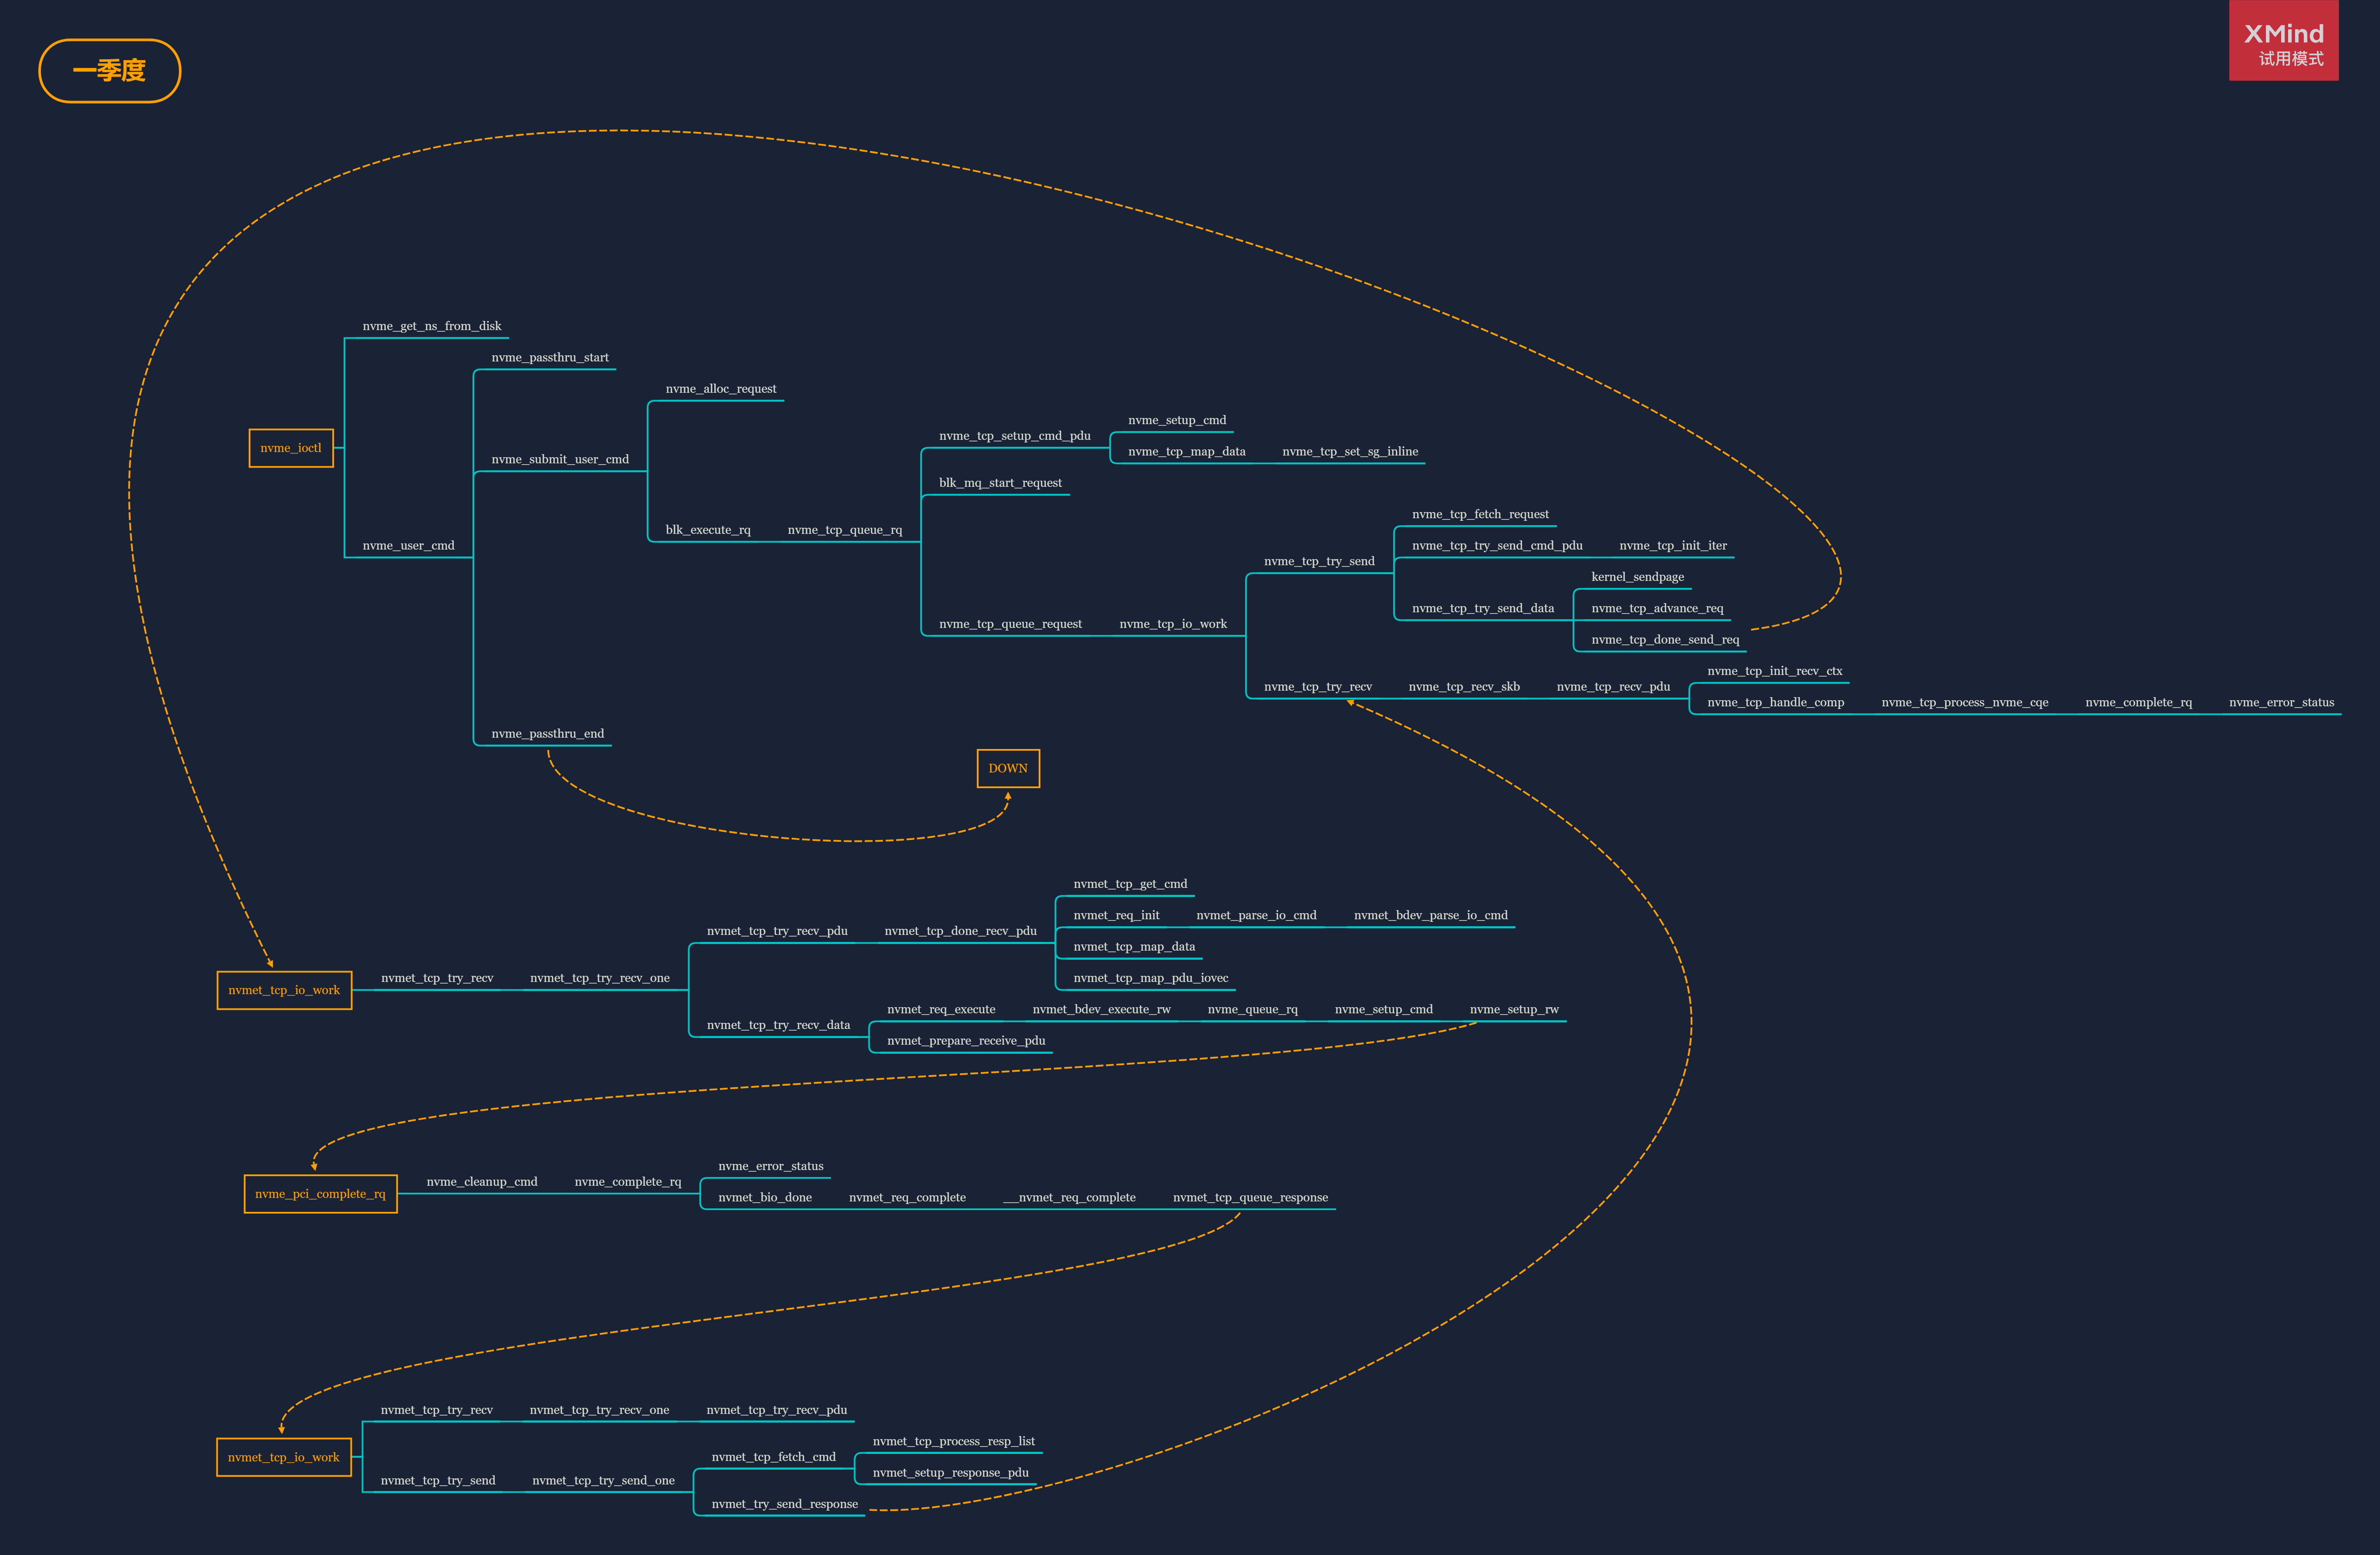 一季度
XMind
试用模式
nvme_ioctl
nvme_get_ns_from_disk
nvme_user_cmd
nvme_passthru_start
nvme_submit_user_cmd
nvme_alloc_request
blk_execute_rq
nvme_tcp_queue_rq
nvme_tcp_setup_cmd_pdu
nvme_setup_cmd
nvme_tcp_map_data
nvme_tcp_set_sg_inline
blk_mq_start_request
nvme_tcp_queue_request
nvme_tcp_io_work
nvme_tcp_try_send
nvme_tcp_fetch_request
nvme_tcp_try_send_cmd_pdu
nvme_tcp_init_iter
nvme_tcp_try_send_data
kernel_sendpage
nvme_tcp_advance_req
nvme_tcp_done_send_req
nvme_tcp_try_recv
nvme_tcp_recv_skb
nvme_tcp_recv_pdu
nvme_tcp_init_recv_ctx
nvme_tcp_handle_comp
nvme_tcp_process_nvme_cqe
nvme_complete_rq
nvme_error_status
nvme_passthru_end
DOWN
nvmet_tcp_io_work
nvmet_tcp_try_recv
nvmet_tcp_try_recv_one
nvmet_tcp_try_recv_pdu
nvmet_tcp_done_recv_pdu
nvmet_tcp_get_cmd
nvmet_req_init
nvmet_parse_io_cmd
nvmet_bdev_parse_io_cmd
nvmet_tcp_map_data
nvmet_tcp_map_pdu_iovec
nvmet_tcp_try_recv_data
nvmet_req_execute
nvmet_bdev_execute_rw
nvme_queue_rq
nvme_setup_cmd
nvme_setup_rw
nvmet_prepare_receive_pdu
nvme_pci_complete_rq
nvme_cleanup_cmd
nvme_complete_rq
nvme_error_status
nvmet_bio_done
nvmet_req_complete
__nvmet_req_complete
nvmet_tcp_queue_response
nvmet_tcp_io_work
nvmet_tcp_try_recv
nvmet_tcp_try_recv_one
nvmet_tcp_try_recv_pdu
nvmet_tcp_try_send
nvmet_tcp_try_send_one
nvmet_tcp_fetch_cmd
nvmet_tcp_process_resp_list
nvmet_setup_response_pdu
nvmet_try_send_response